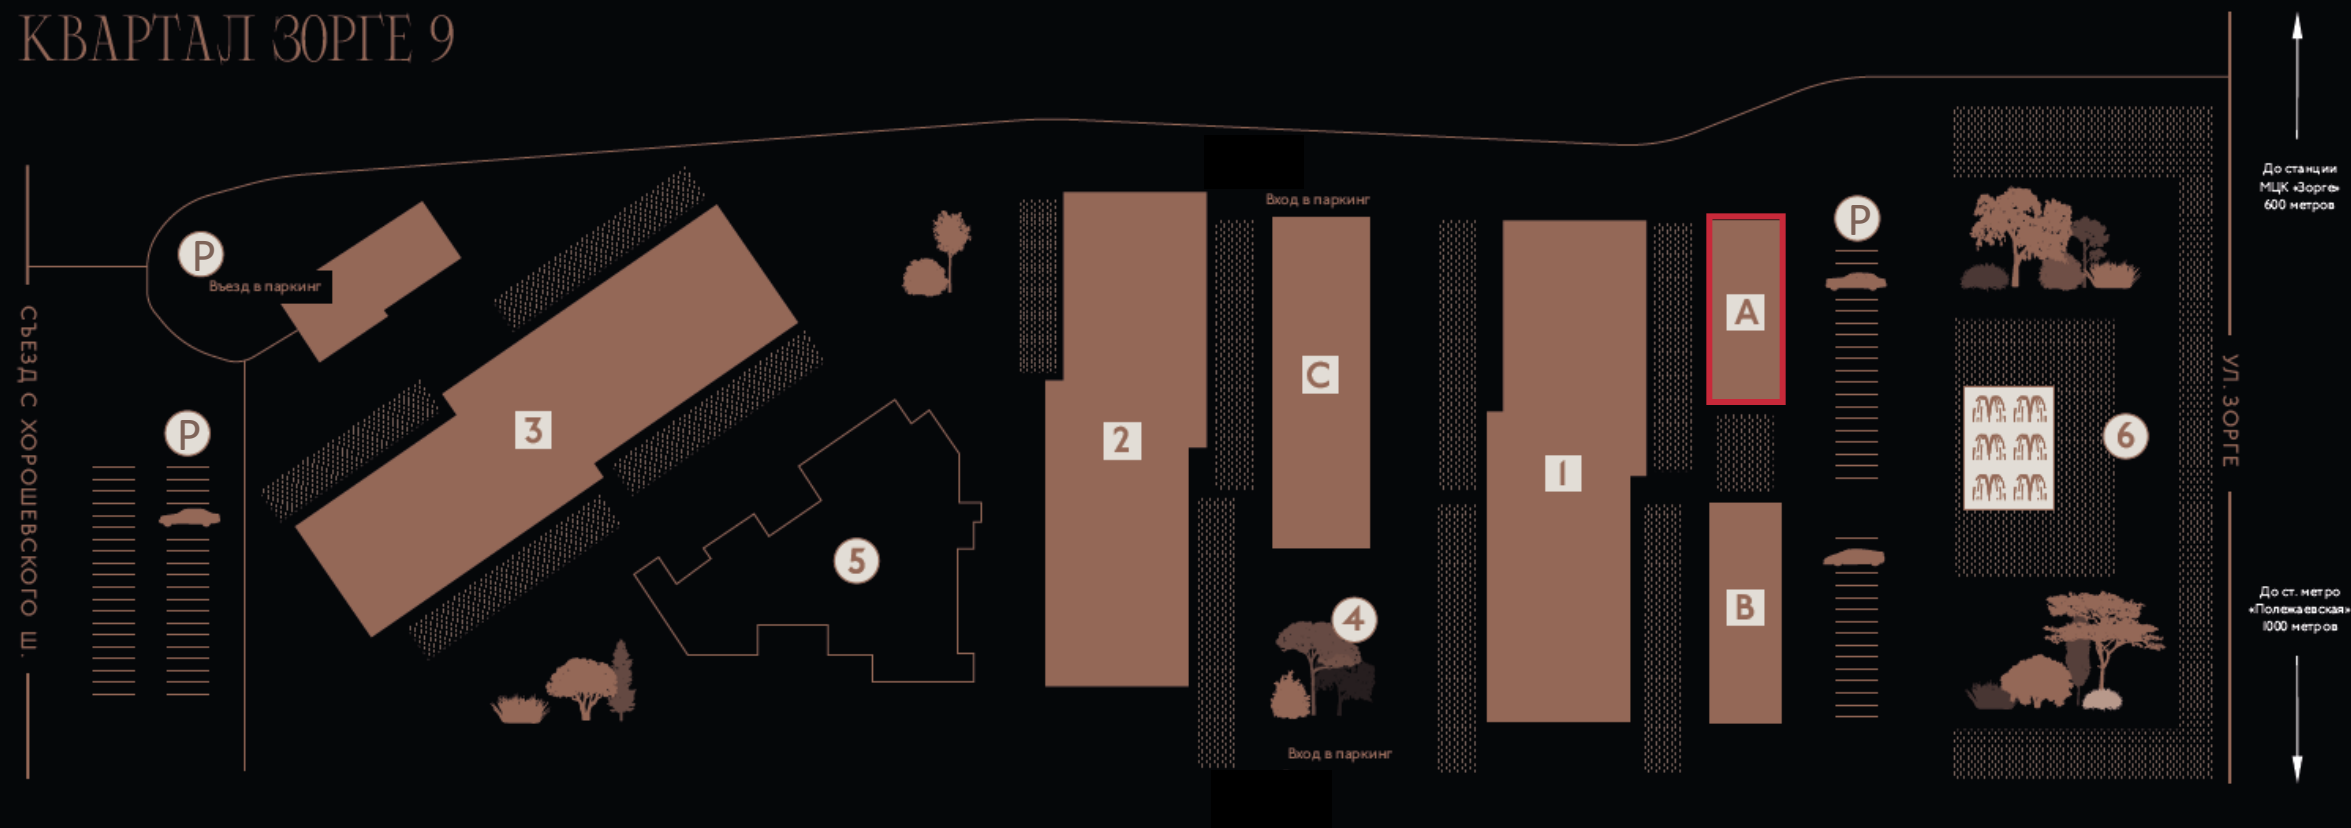 КВАРТАЛ ЗОРГЕ 9
До станции
МЦК «Зорге»
600 метров
P
Въезд в паркинг
Вход в паркинг
P
A
C
3
2
1
P
СЪЕЗД С ХОРОШЕВСКОГО Ш.
УЛ. ЗОРГЕ
6
5
4
B
До ст. метро
«Полежаевская»
1000 метров
Вход в паркинг